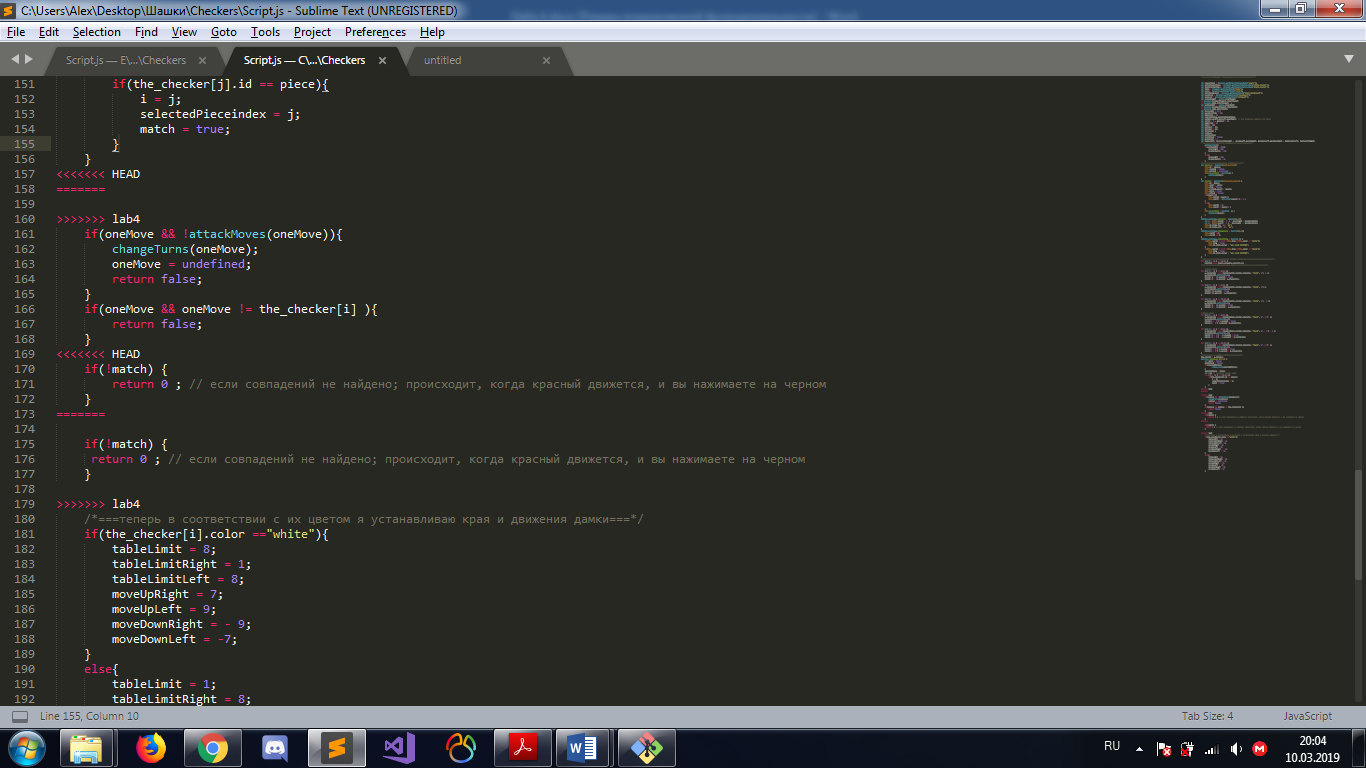 C:\Users\Alex\Desktop\Шашки\Checkers\Script.js - Sublime Text (UNREGISTERED)
File Edit Selection Find View Goto Tools Project Preferences Help
Script.js — E\...\Checkers × Script.js — C\...\Checkers × untitled ×
151 if(the_checker[j].id == piece){
152 i = j;
153 selectedPieceindex = j;
154 match = true;
155 }
156 }
157 <<<<<<< HEAD
158 =======
159
160 >>>>>>> lab4
161 if(oneMove && !attackMoves(oneMove)){
162 changeTurns(oneMove);
163 oneMove = undefined;
164 return false;
165 }
166 if(oneMove && oneMove != the_checker[i] ){
167 return false;
168 }
169 <<<<<<< HEAD
170 if(!match) {
171 return 0 ; // если совпадений не найдено; происходит, когда красный движется, и вы нажимаете на черном
172 }
173 =======
174
175 if(!match) {
176 return 0 ; // если совпадений не найдено; происходит, когда красный движется, и вы нажимаете на черном
177 }
178
179 >>>>>>> lab4
180 /*===теперь в соответствии с их цветом я устанавливаю края и движения дамки===*/
181 if(the_checker[i].color =="white"){
182 tableLimit = 8;
183 tableLimitRight = 1;
184 tableLimitLeft = 8;
185 moveUpRight = 7;
186 moveUpLeft = 9;
187 moveDownRight = - 9;
188 moveDownLeft = -7;
189 }
190 else{
191 tableLimit = 1;
192 tableLimitRight = 8;
Line 155, Column 10 Tab Size: 4 JavaScript
RU 20:04
10.03.2019